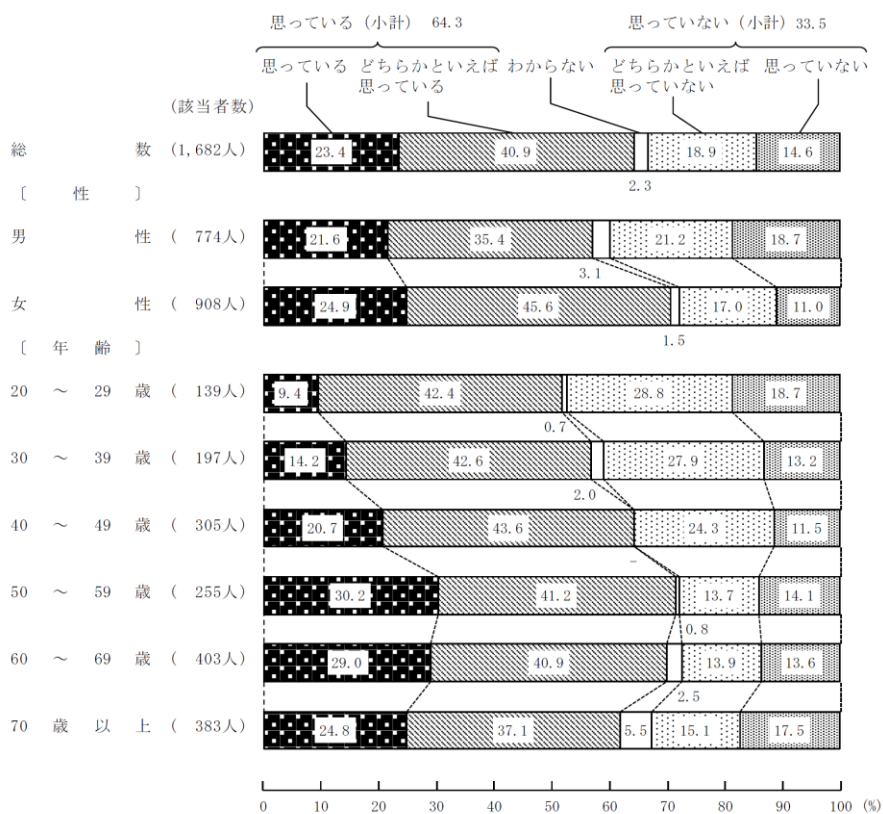 思っている（小計） 64.3 思っていない（小計）33.5
思っている どちらかといえば思っている わからない どちらかといえば思っていない 思っていない
（該当者数）
総数 （1,682人） 23.4 40.9 18.9 14.6
2.3
〔 性 〕
男性 （ 774人） 21.6 35.4 21.2 18.7
3.1
女性 （ 908人） 24.9 45.6 17.0 11.0
1.5
〔 年 齢 〕
20 ～ 29 歳 （ 139人） 9.4 42.4 28.8 18.7
0.7
30 ～ 39 歳 （ 197人） 14.2 42.6 27.9 13.2
2.0
40 ～ 49 歳 （ 305人） 20.7 43.6 24.3 11.5
－
50 ～ 59 歳 （ 255人） 30.2 41.2 13.7 14.1
0.8
60 ～ 69 歳 （ 403人） 29.0 40.9 13.9 13.6
2.5
70 歳 以 上 （ 383人） 24.8 37.1 5.5 15.1 17.5
0 10 20 30 40 50 60 70 80 90 100 (%)